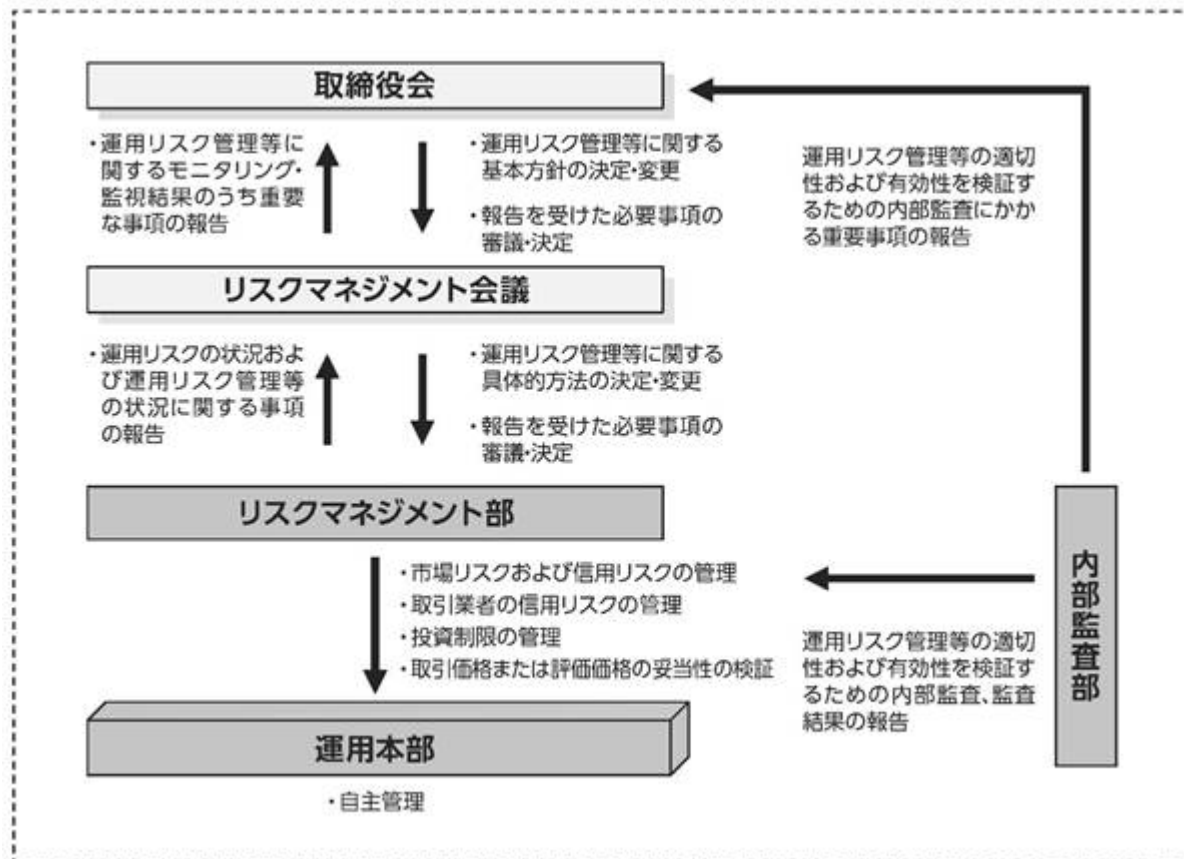 取締役会
・運用リスク管理等に
関するモニタリング・
監視結果のうち重要
な事項の報告
・運用リスク管理等に関する
基本方針の決定・変更
・報告を受けた必要事項の
審議・決定
運用リスク管理等の適切
性および有効性を検証す
るための内部監査にかか
る重要事項の報告
リスクマネジメント会議
・運用リスクの状況およ
び運用リスク管理等
の状況に関する事項
の報告
・運用リスク管理等に関する
具体的方法の決定・変更
・報告を受けた必要事項の
審議・決定
リスクマネジメント部
・市場リスクおよび信用リスクの管理
・取引業者の信用リスクの管理
・投資制限の管理
・取引価格または評価価格の妥当性の検証
内部監査部
運用リスク管理等の適切
性および有効性を検証す
るための内部監査、監査
結果の報告
運用本部
・自主管理